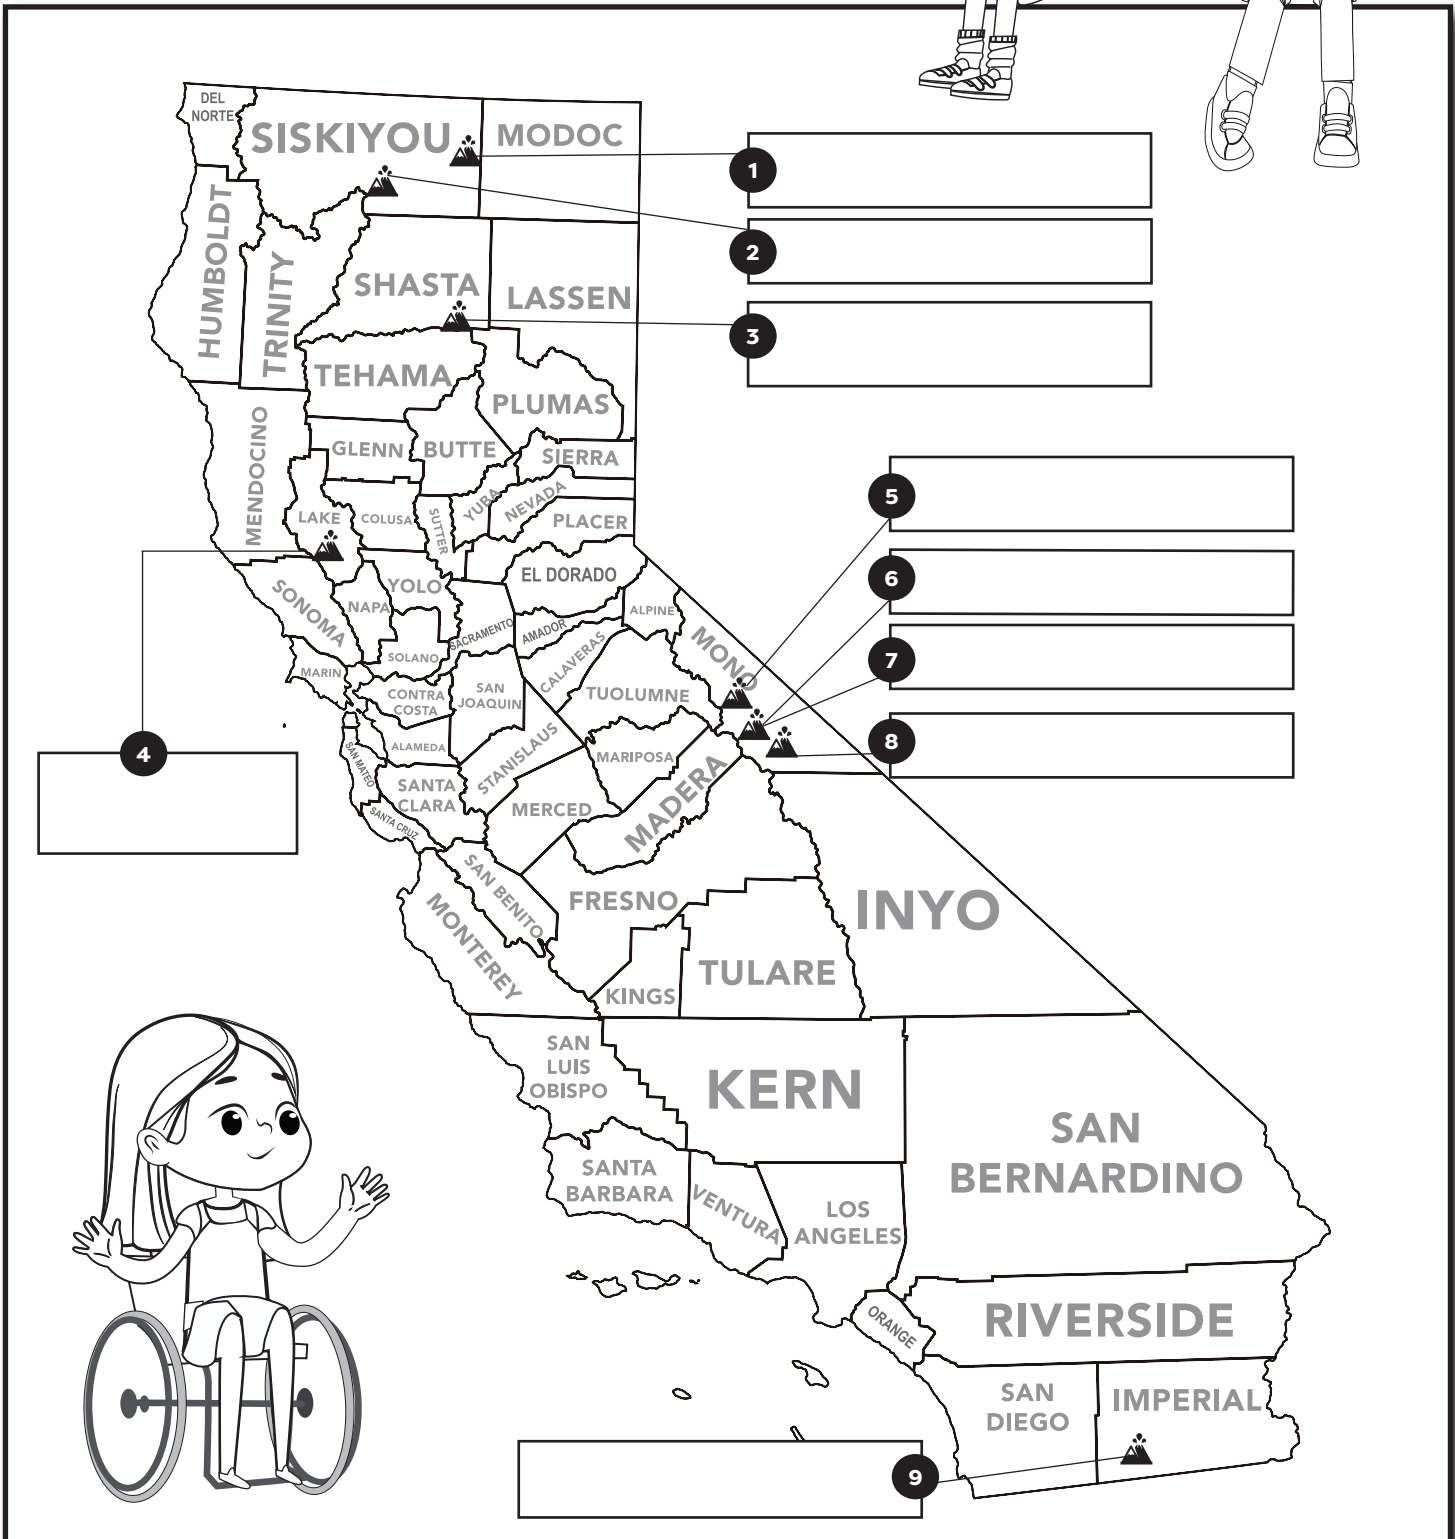 DEL
NORTE
SISKIYOU
MODOC
1
2
HUMBOLDT
TRINITY
SHASTA
LASSEN
3
TEHAMA
PLUMAS
MENDOCINO
GLENN
BUTTE
SIERRA
5
LAKE
COLUSA
SUTTER
YUBA
NEVADA
PLACER
6
SONOMA
NAPA
YOLO
EL DORADO
ALPINE
MARIN
SOLANO
SACRAMENTO
AMADOR
CALAVERAS
MONO
7
CONTRA
COSTA
SAN
JOAQUIN
TUOLUMNE
8
4
SAN MATEO
ALAMEDA
STANISLAUS
MARIPOSA
SANTA
CLARA
MERCED
MADERA
SANTA CRUZ
SAN BENITO
FRESNO
INYO
MONTEREY
KINGS
TULARE
SAN
LUIS
OBISPO
KERN
SAN
BERNARDINO
SANTA
BARBARA
VENTURA
LOS
ANGELES
ORANGE
RIVERSIDE
SAN
DIEGO
IMPERIAL
9